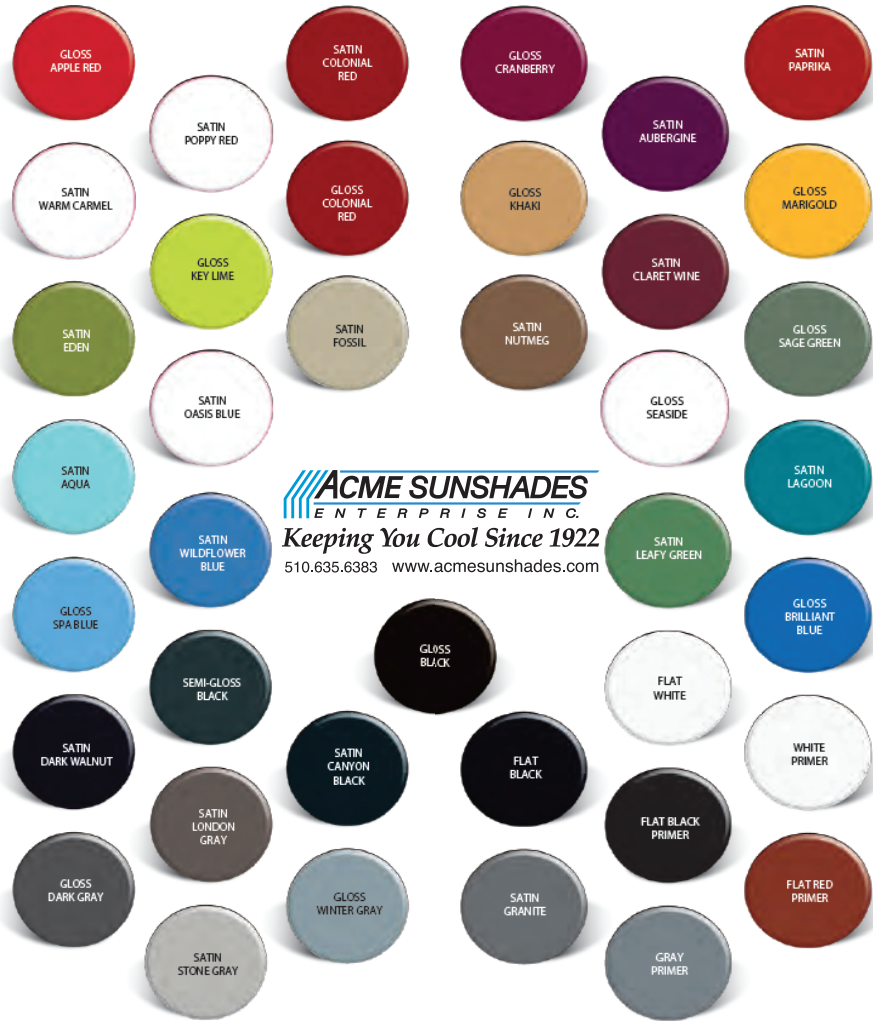 GLOSS
APPLE RED
SATIN
COLONIAL
RED
GLOSS
CRANBERRY
SATIN
PAPRIKA
SATIN
POPPY RED
SATIN
AUBERGINE
SATIN
WARM CARMEL
GLOSS
COLONIAL
RED
GLOSS
KHAKI
GLOSS
MARIGOLD
GLOSS
KEY LIME
SATIN
CLARET WINE
SATIN
EDEN
SATIN
FOSSIL
SATIN
NUTMEG
GLOSS
SAGE GREEN
SATIN
OASIS BLUE
GLOSS
SEASIDE
SATIN
AQUA
SATIN
LAGOON
ACME SUNSHADES
ENTERPRISE INC.
Keeping You Cool Since 1922
510.635.6383 www.acmesunshades.com
SATIN
WILDFLOWER
BLUE
SATIN
LEAFY GREEN
GLOSS
SPA BLUE
GLOSS
BRILLIANT
BLUE
GLOSS
BLACK
SEMI-GLOSS
BLACK
FLAT
WHITE
SATIN
DARK WALNUT
SATIN
CANYON
BLACK
FLAT
BLACK
WHITE
PRIMER
SATIN
LONDON
GRAY
FLAT BLACK
PRIMER
GLOSS
DARK GRAY
GLOSS
WINTER GRAY
SATIN
GRANITE
FLAT RED
PRIMER
SATIN
STONE GRAY
GRAY
PRIMER